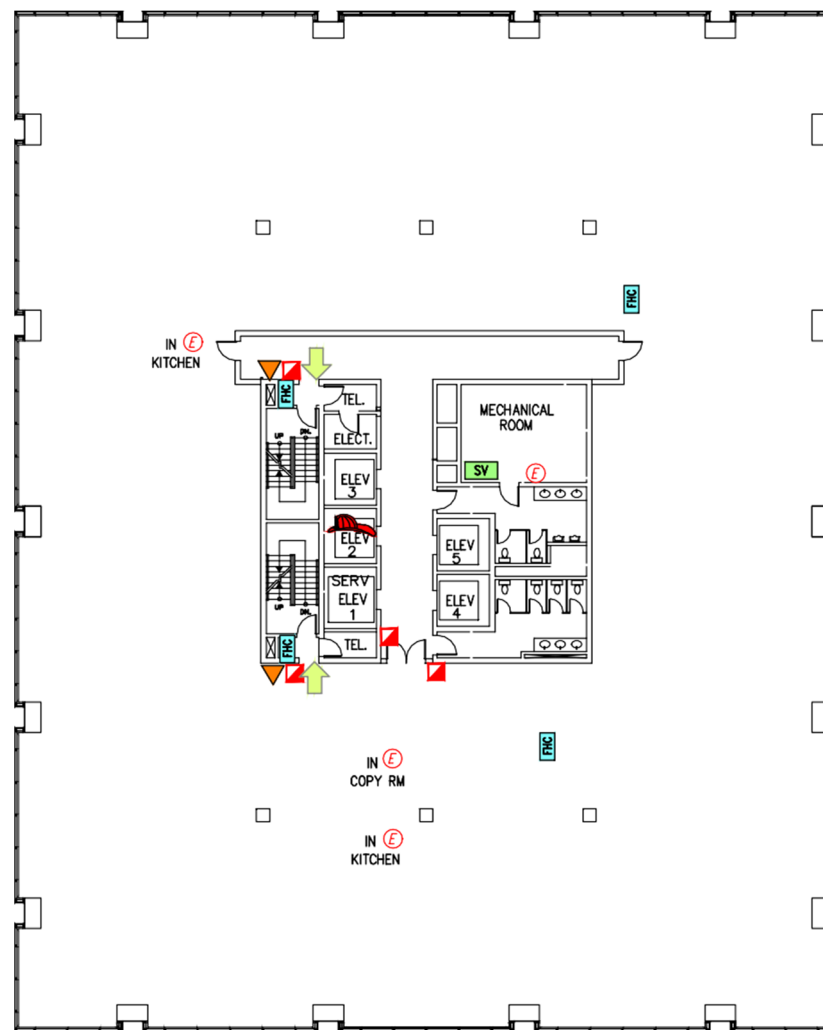 FHC
IN E
KITCHEN
FHC
TEL.
UP
DN.
ELECT.
MECHANICAL
ROOM
SV
E
ELEV
3
ELEV
2
ELEV
5
SERV
ELEV
1
ELEV
4
UP
DN.
FHC
TEL.
FHC
IN E
COPY RM
IN E
KITCHEN